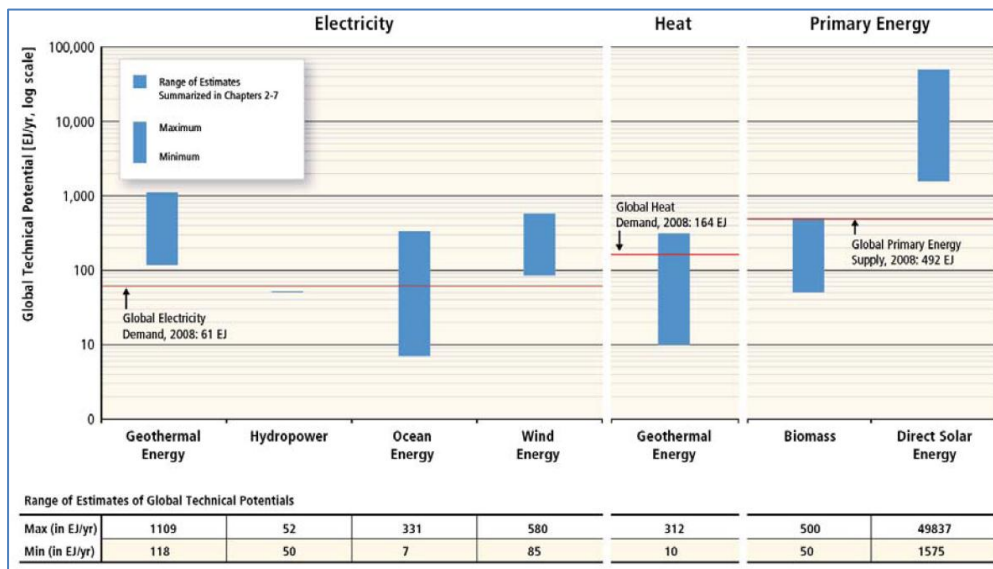 Electricity
Heat
Primary Energy
Global Technical Potential [EJ/yr, log scale]
100,000
10,000
1,000
100
10
0
Range of Estimates
Summarized in Chapters 2-7
Maximum
Minimum
Global Electricity
Demand, 2008: 61 EJ
Global Heat
Demand, 2008: 164 EJ
Global Primary Energy
Supply, 2008: 492 EJ
Geothermal
Energy
Hydropower
Ocean
Energy
Wind
Energy
Geothermal
Energy
Biomass
Direct Solar
Energy
Range of Estimates of Global Technical Potentials
Max (in EJ/yr) 1109 52 331 580 312 500 49837
Min (in EJ/yr) 118 50 7 85 10 50 1575